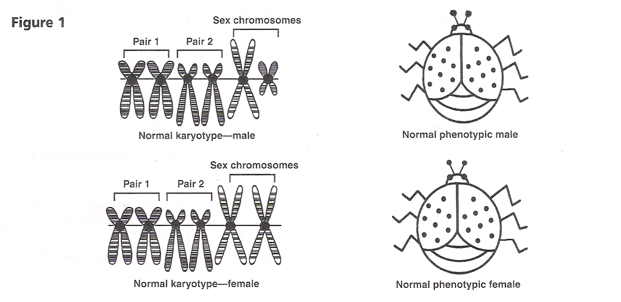 Figure 1
Sex chromosomes
Pair 1
Pair 2
Normal karyotype—male
Normal phenotypic male
Sex chromosomes
Pair 1
Pair 2
Normal karyotype—female
Normal phenotypic female